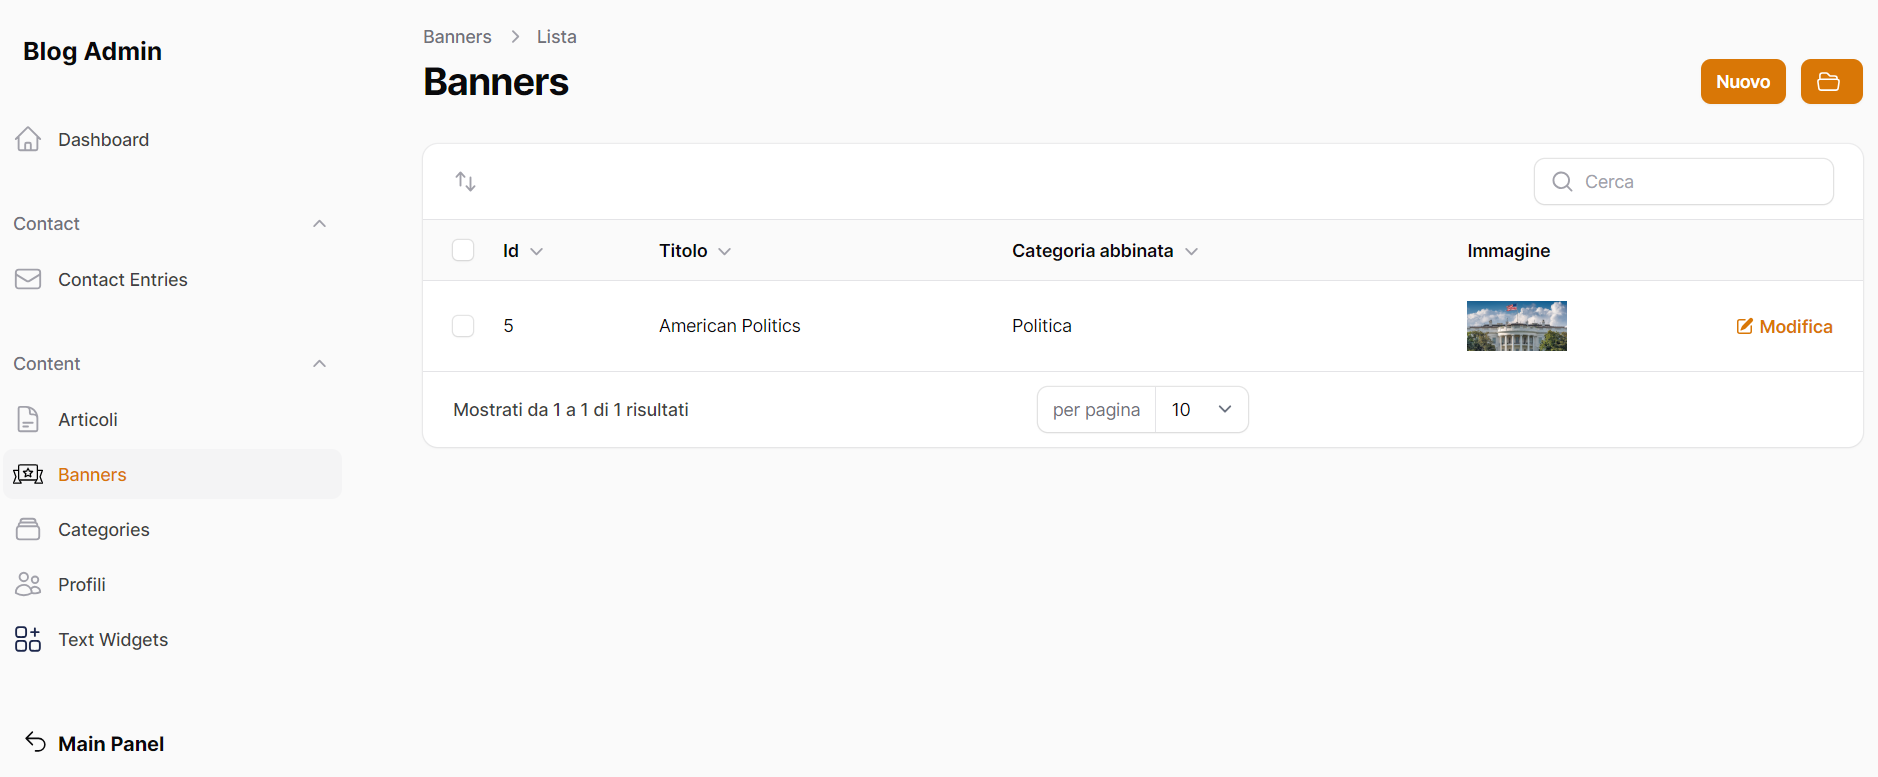 Blog Admin
Dashboard
Contact
Contact Entries
Content
Articoli
Banners
Categories
Profili
Text Widgets
Main Panel
Banners Lista
Banners
Nuovo
Cerca
Id Titolo Categoria abbinata Immagine
5 American Politics Politica Modifica
Mostrati da 1 a 1 di 1 risultati per pagina 10